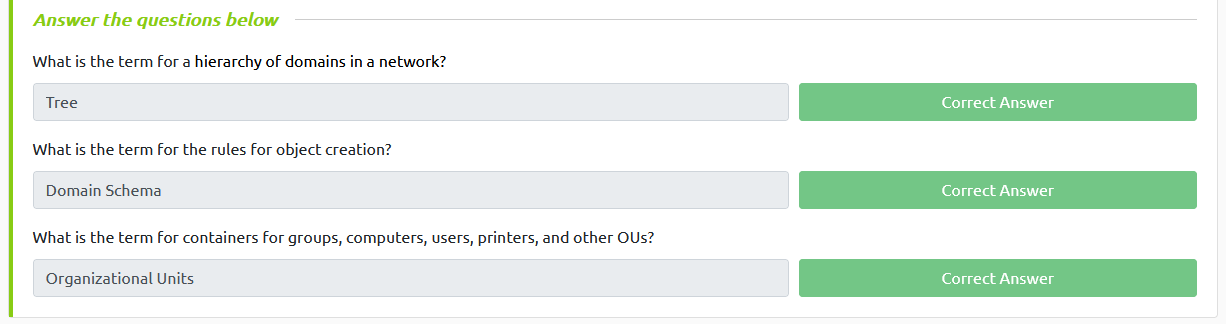 Answer the questions below
What is the term for a hierarchy of domains in a network?
Tree
Correct Answer
What is the term for the rules for object creation?
Domain Schema
Correct Answer
What is the term for containers for groups, computers, users, printers, and other OUs?
Organizational Units
Correct Answer